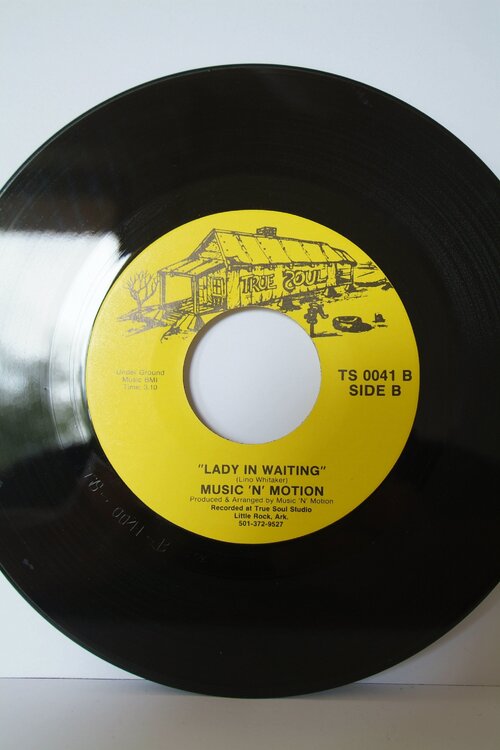 TRUE SOUL
Under Ground
Music BMI
Time: 3:10
TS 0041 B
SIDE B
"LADY IN WAITING"
(Lino Whitaker)
MUSIC 'N' MOTION
Produced & Arranged by Music 'N' Motion
Recorded at True Soul Studio
Little Rock, Ark.
501-372-9527